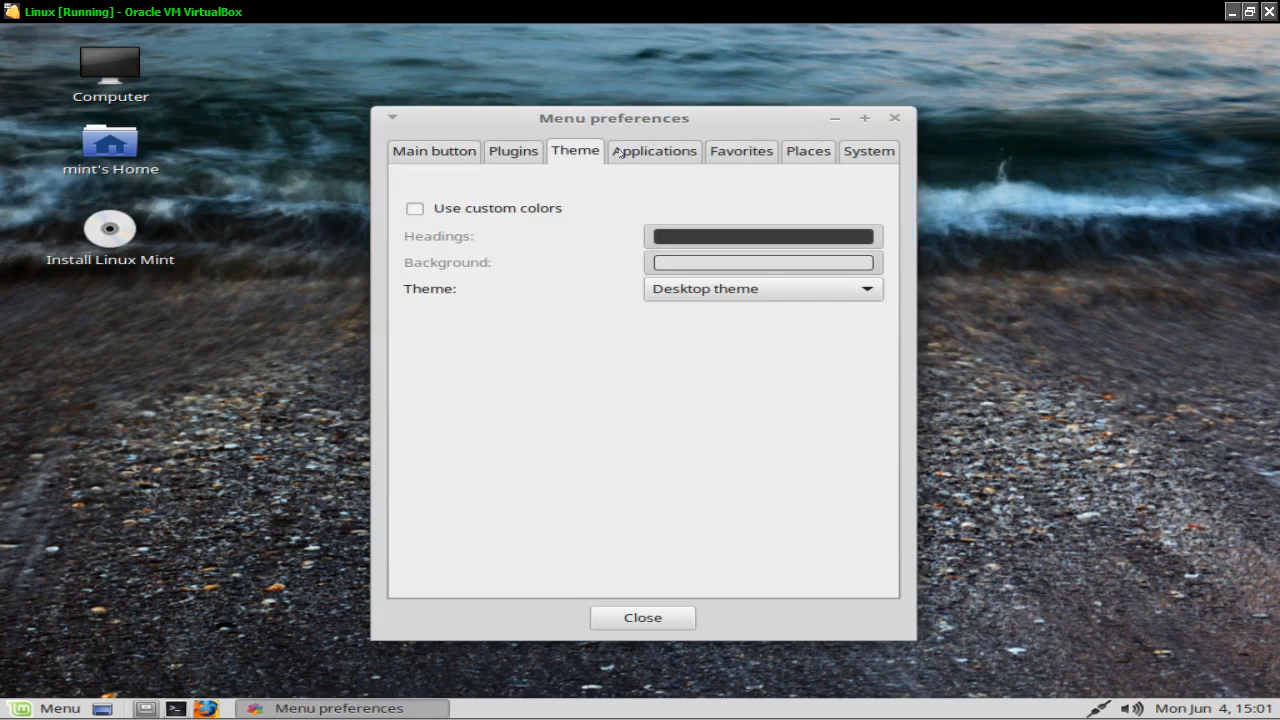 Linux [Running] - Oracle VM VirtualBox
Computer
mint's Home
Install Linux Mint
Menu preferences
Main button Plugins Theme Applications Favorites Places System
Use custom colors
Headings:
Background:
Theme: Desktop theme
Close
Menu Menu preferences Mon Jun 4, 15:01